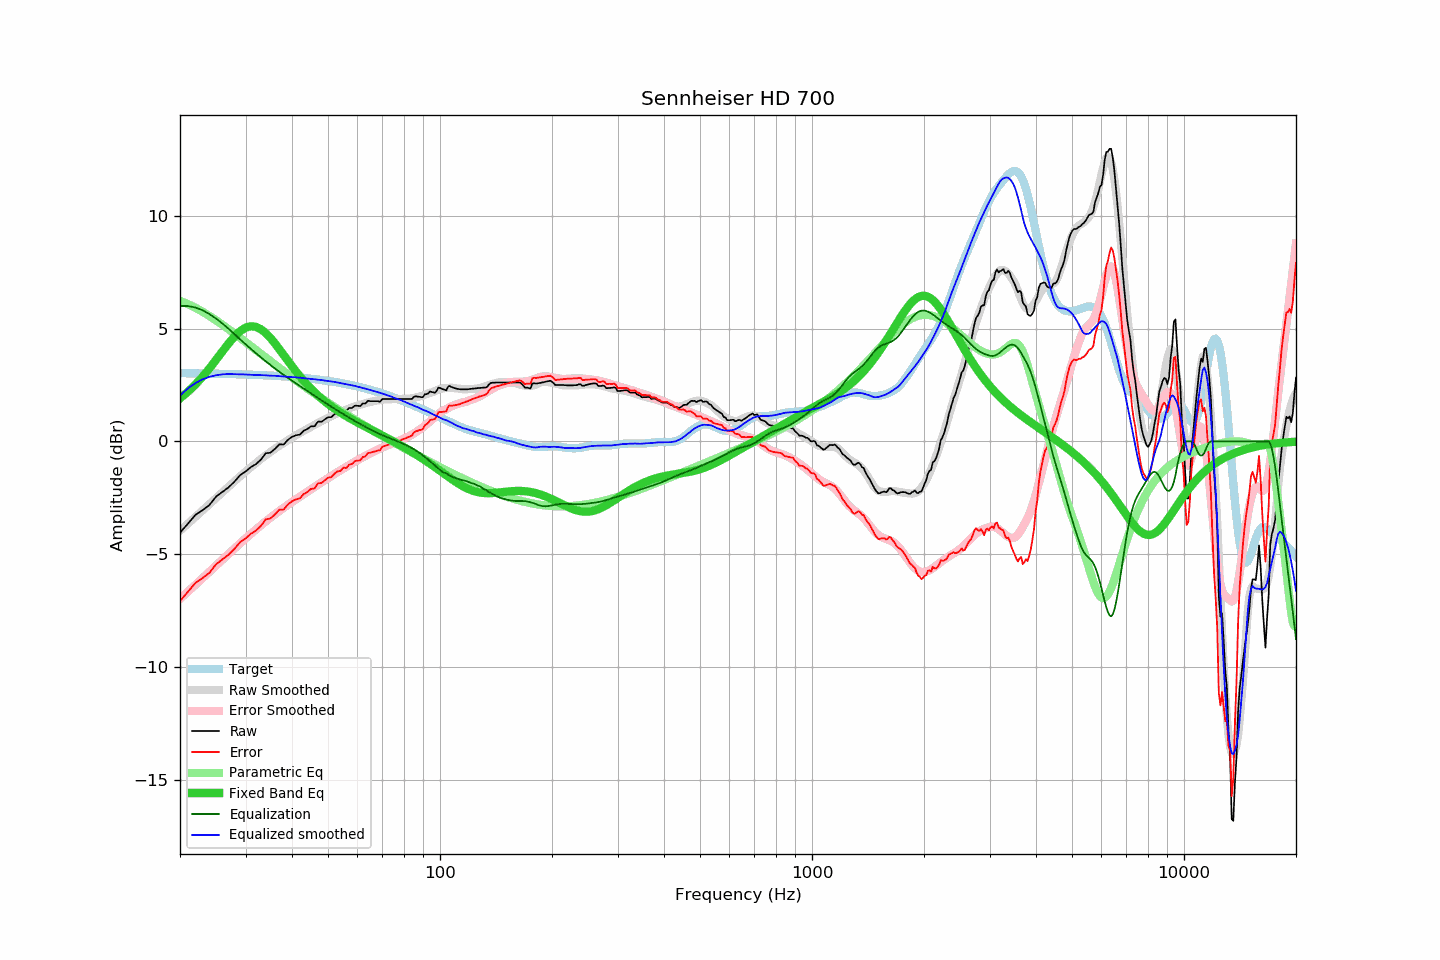 Sennheiser HD 700
Amplitude (dBr)
10
5
0
−5
−10
−15
Target
Raw Smoothed
Error Smoothed
Raw
Error
Parametric Eq
Fixed Band Eq
Equalization
Equalized smoothed
100
1000
10000
Frequency (Hz)